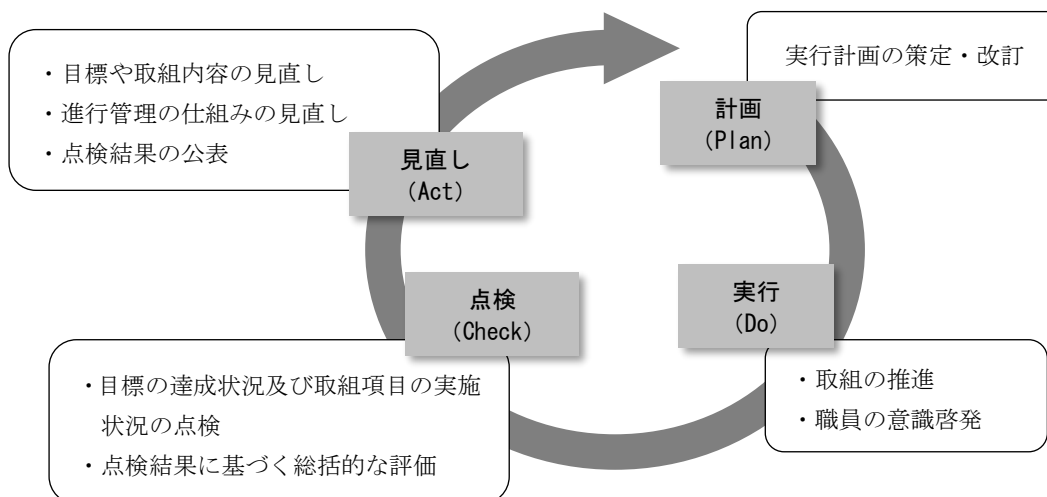 ・目標や取組内容の見直し
・進行管理の仕組みの見直し
・点検結果の公表
見直し
(Act)
実行計画の策定・改訂
計画
(Plan)
点検
(Check)
実行
(Do)
・目標の達成状況及び取組項目の実施
状況の点検
・点検結果に基づく総括的な評価
・取組の推進
・職員の意識啓発